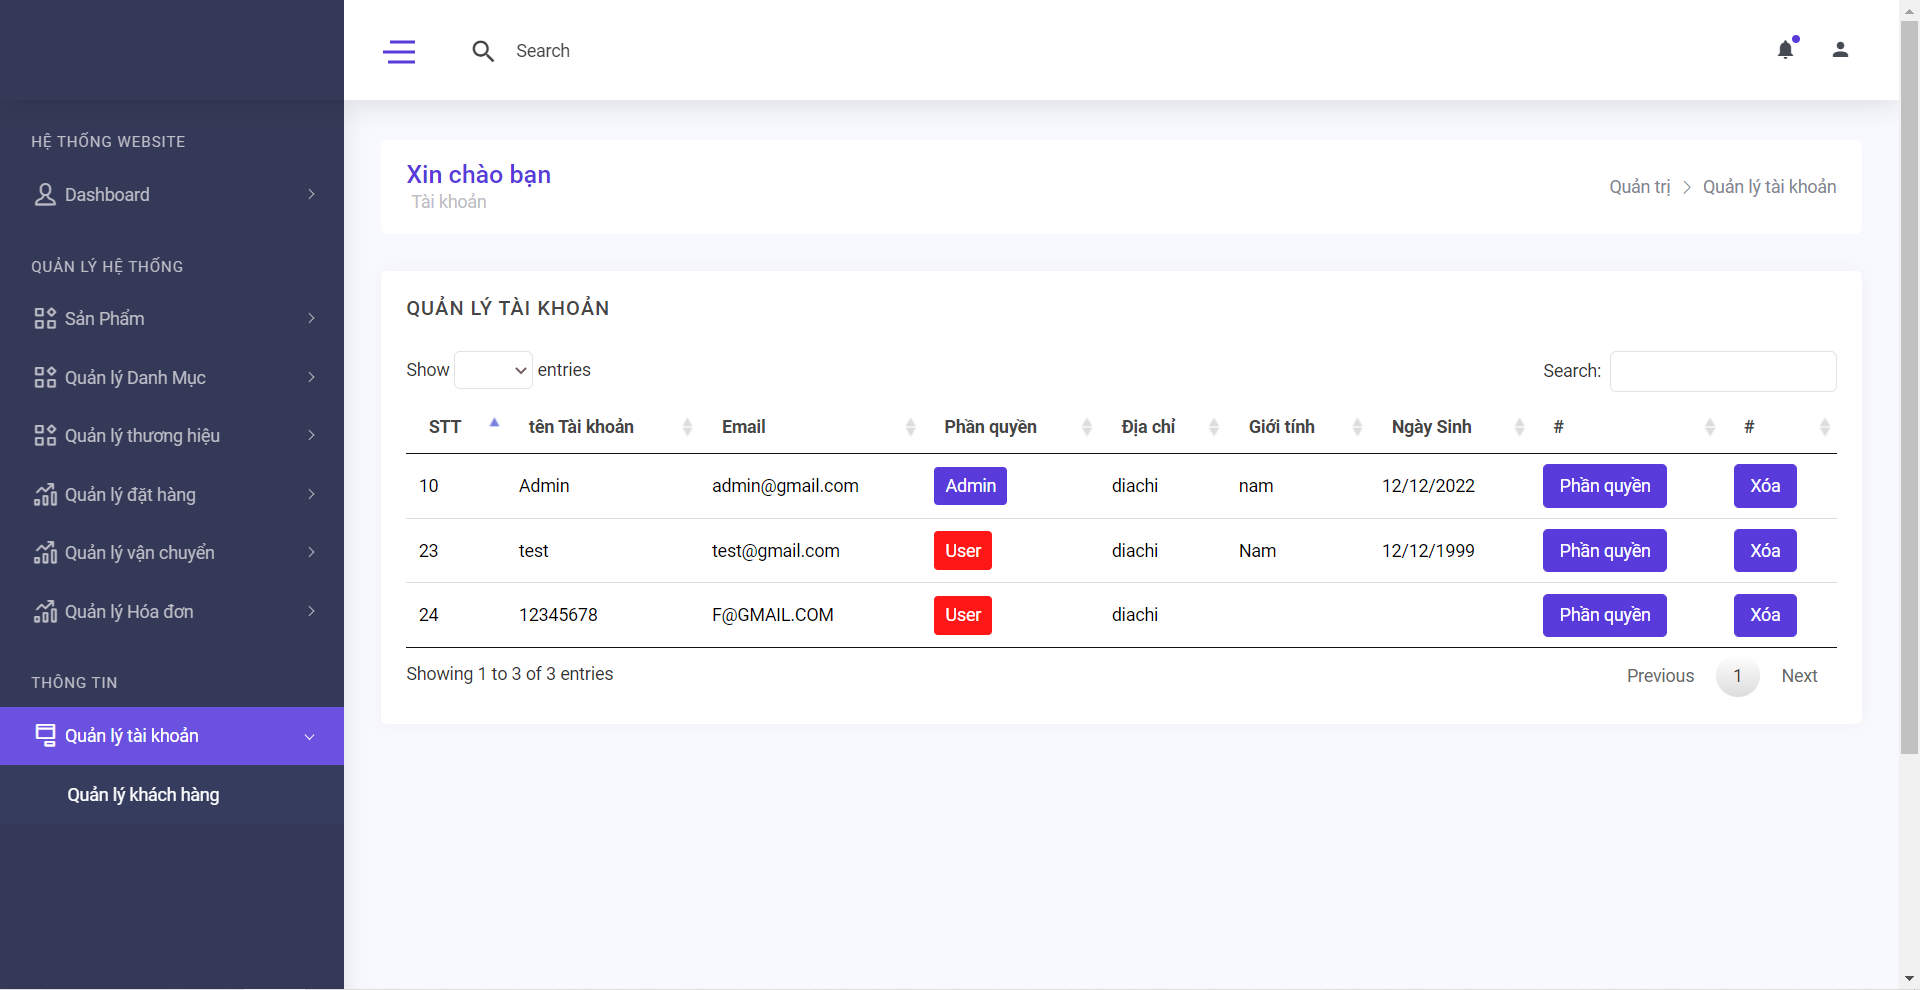 Search
HỆ THỐNG WEBSITE
Dashboard
QUẢN LÝ HỆ THỐNG
Sản Phẩm
Quản lý Danh Mục
Quản lý thương hiệu
Quản lý đặt hàng
Quản lý vận chuyển
Quản lý Hóa đơn
THÔNG TIN
Quản lý tài khoản
Quản lý khách hàng
Xin chào bạn
Tài khoản
Quản trị > Quản lý tài khoản
QUẢN LÝ TÀI KHOẢN
Show entries Search:
STT tên Tài khoản Email Phần quyền Địa chỉ Giới tính Ngày Sinh # #
10 Admin admin@gmail.com Admin diachi nam 12/12/2022 Phần quyền Xóa
23 test test@gmail.com User diachi Nam 12/12/1999 Phần quyền Xóa
24 12345678 F@GMAIL.COM User diachi Phần quyền Xóa
Showing 1 to 3 of 3 entries Previous 1 Next